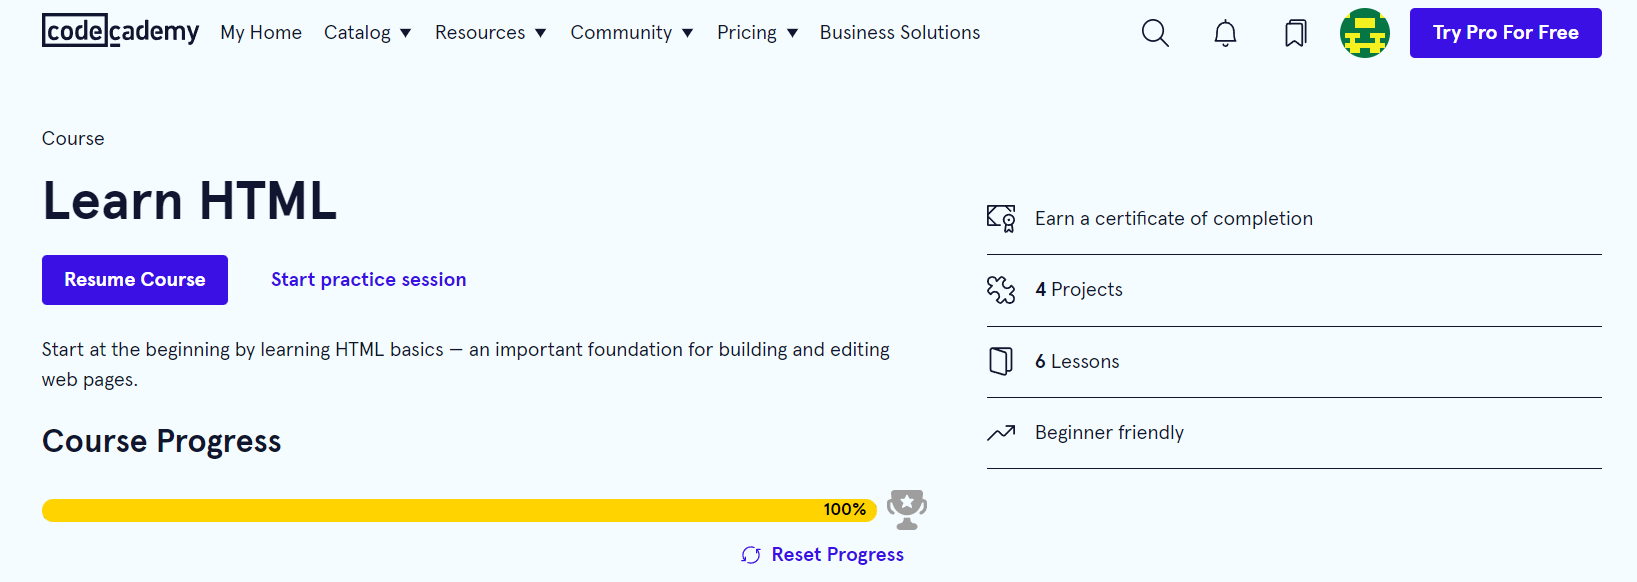 codecademy My Home Catalog ▼ Resources ▼ Community ▼ Pricing ▼ Business Solutions Try Pro For Free
Course
Learn HTML
Resume Course Start practice session
Start at the beginning by learning HTML basics — an important foundation for building and editing
web pages.
Course Progress
100%
Reset Progress
Earn a certificate of completion
4 Projects
6 Lessons
Beginner friendly